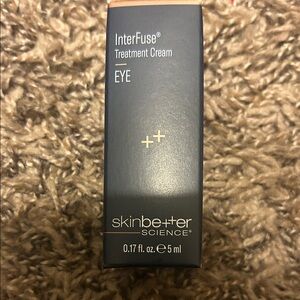 InterFuse®
Treatment Cream
EYE
++
skinbetter
SCIENCE®
0.17 fl. oz. ℮ 5 ml